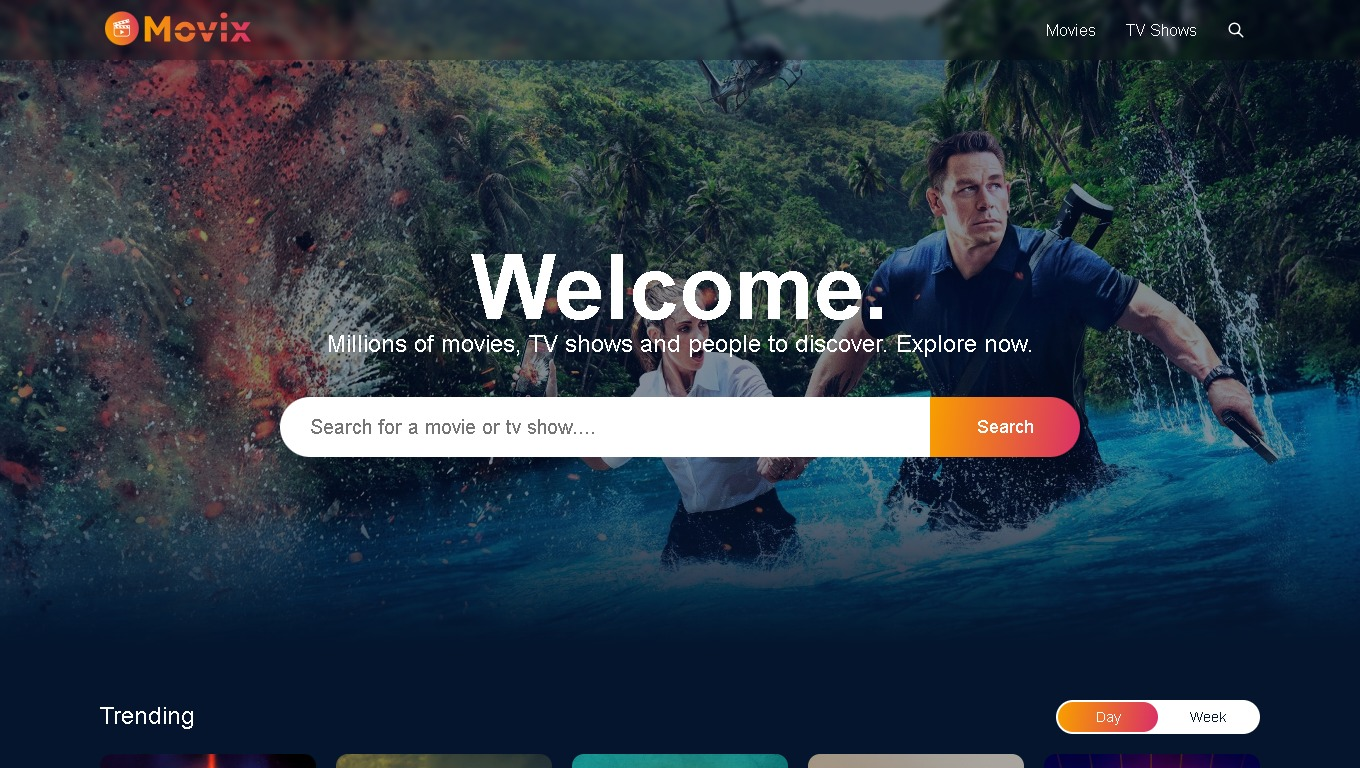 Movix
Movies
TV Shows
Welcome.
Millions of movies, TV shows and people to discover. Explore now.
Search for a movie or tv show....
Search
Trending
Day
Week